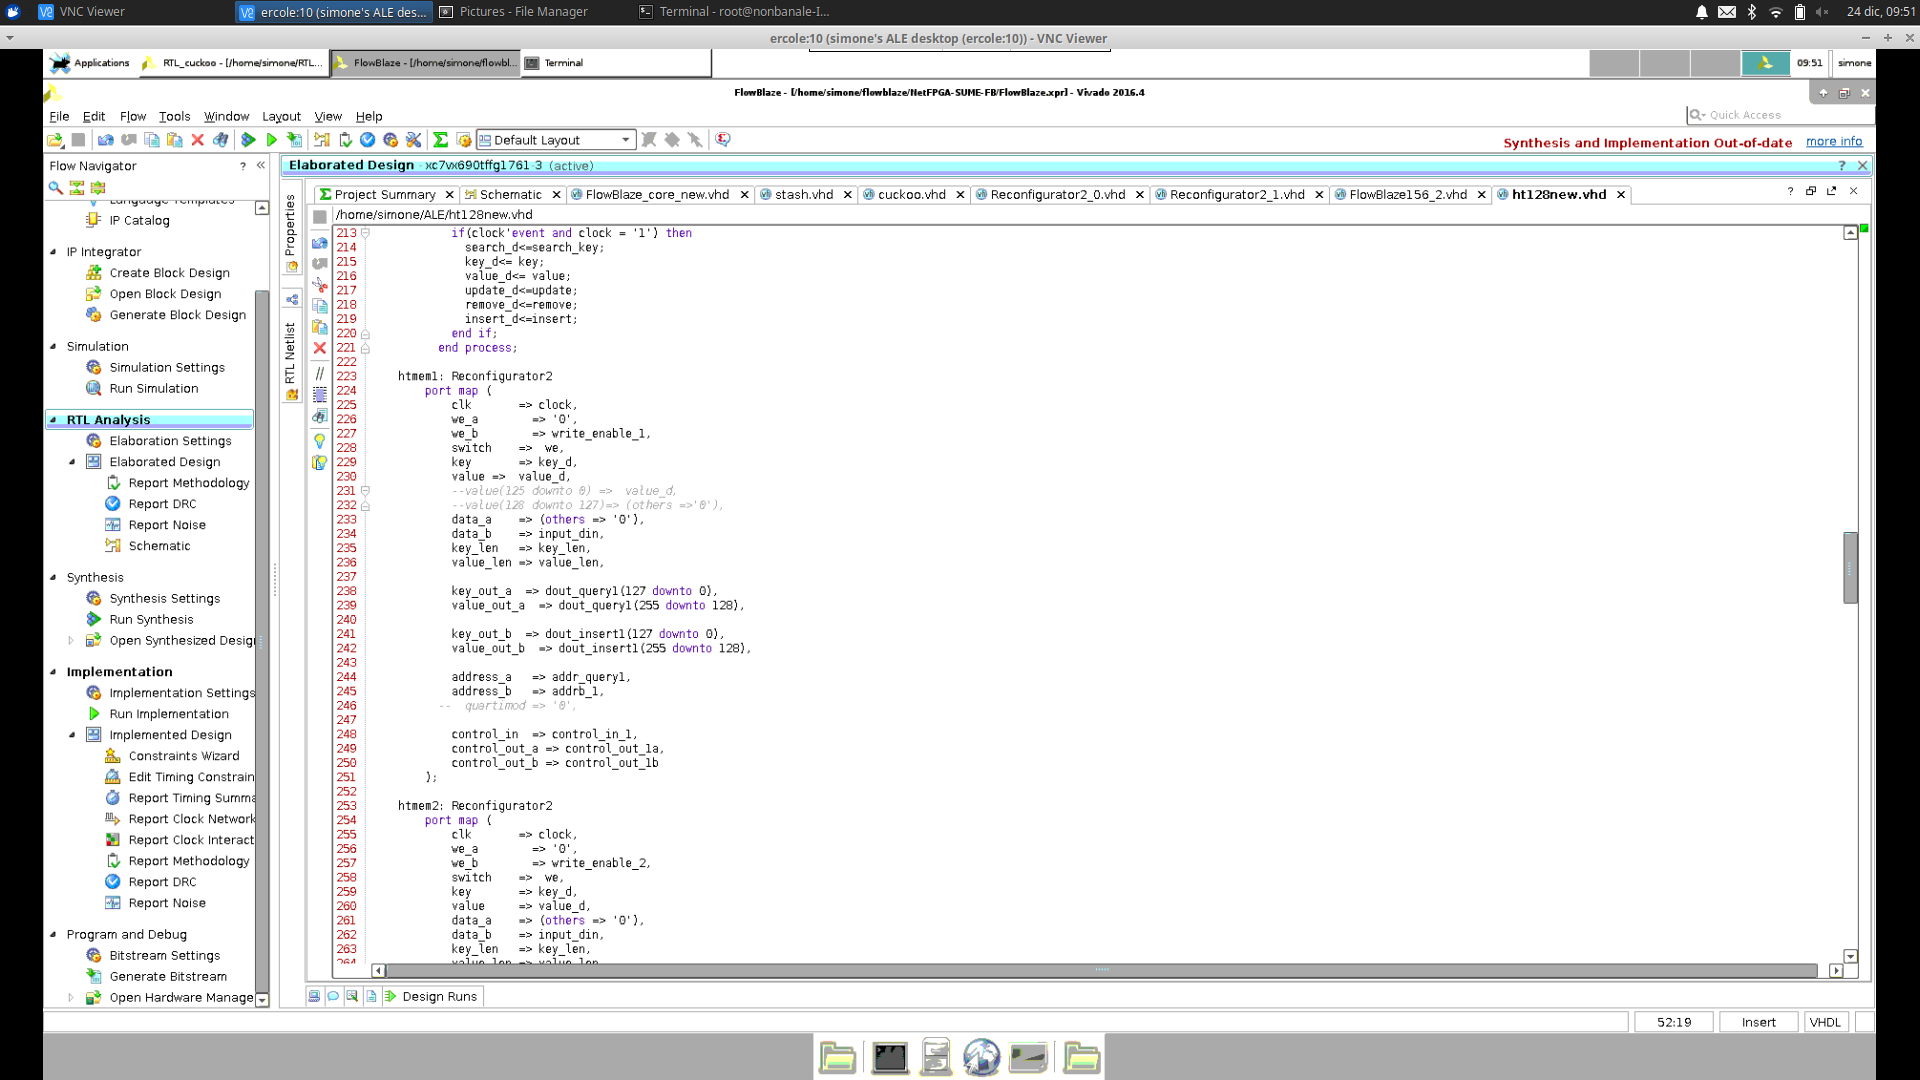 VNC Viewer
ercole:10 (simone's ALE des...
Pictures - File Manager
Terminal - root@nonbanale-I...
24 dic, 09:51
ercole:10 (simone's ALE desktop (ercole:10)) - VNC Viewer
Applications
RTL_cuckoo - [/home/simone/RTL...
FlowBlaze - [/home/simone/flowbl...
Terminal
09:51
simone
FlowBlaze - [/home/simone/flowblaze/NetFPGA-SUME-FB/FlowBlaze.xpr] - Vivado 2016.4
File Edit Flow Tools Window Layout View Help
Quick Access
Default Layout
Synthesis and Implementation Out-of-date more info
Flow Navigator
Elaborated Design - xc7vx690tffg1761-3 (active)
Language Templates
IP Catalog
IP Integrator
Create Block Design
Open Block Design
Generate Block Design
Simulation
Simulation Settings
Run Simulation
RTL Analysis
Elaboration Settings
Elaborated Design
Report Methodology
Report DRC
Report Noise
Schematic
Synthesis
Synthesis Settings
Run Synthesis
Open Synthesized Desig
Implementation
Implementation Settings
Run Implementation
Implemented Design
Constraints Wizard
Edit Timing Constrain
Report Timing Summa
Report Clock Network
Report Clock Interact
Report Methodology
Report DRC
Report Noise
Program and Debug
Bitstream Settings
Generate Bitstream
Open Hardware Manage
Properties
RTL Netlist
Project Summary
Schematic
FlowBlaze_core_new.vhd
stash.vhd
cuckoo.vhd
Reconfigurator2_0.vhd
Reconfigurator2_1.vhd
FlowBlaze156_2.vhd
ht128new.vhd
/home/simone/ALE/ht128new.vhd
213 if(clock'event and clock = '1') then
214 search_d<=search_key;
215 key_d<= key;
216 value_d<= value;
217 update_d<=update;
218 remove_d<=remove;
219 insert_d<=insert;
220 end if;
221 end process;
222
223 htmem1: Reconfigurator2
224 port map (
225 clk => clock,
226 we_a => '0',
227 we_b => write_enable_1,
228 switch => we,
229 key => key_d,
230 value => value_d,
231 --value(125 downto 0) => value_d,
232 --value(128 downto 127)=> (others =>'0'),
233 data_a => (others => '0'),
234 data_b => input_din,
235 key_len => key_len,
236 value_len => value_len,
237
238 key_out_a => dout_query1(127 downto 0),
239 value_out_a => dout_query1(255 downto 128),
240
241 key_out_b => dout_insert1(127 downto 0),
242 value_out_b => dout_insert1(255 downto 128),
243
244 address_a => addr_query1,
245 address_b => addrb_1,
246 -- quartimod => '0',
247
248 control_in => control_in_1,
249 control_out_a => control_out_1a,
250 control_out_b => control_out_1b
251 );
252
253 htmem2: Reconfigurator2
254 port map (
255 clk => clock,
256 we_a => '0',
257 we_b => write_enable_2,
258 switch => we,
259 key => key_d,
260 value => value_d,
261 data_a => (others => '0'),
262 data_b => input_din,
263 key_len => key_len,
264 value_len => value_len
Design Runs
52:19
Insert
VHDL